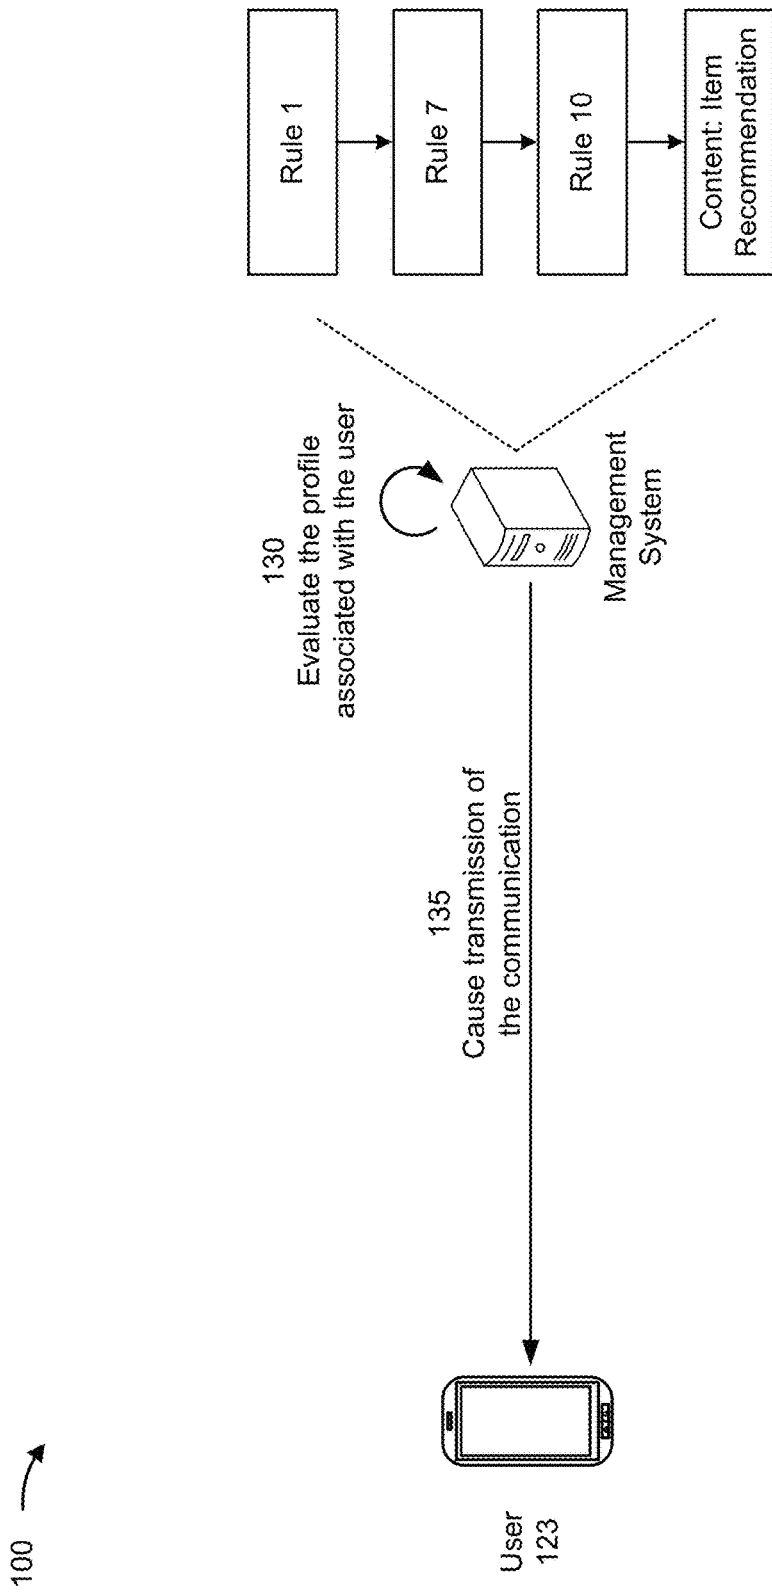 100
Rule 1
Rule 7
Rule 10
Content: Item
Recommendation
130
Evaluate the profile
associated with the user
Management
System
135
Cause transmission of
the communication
User
123